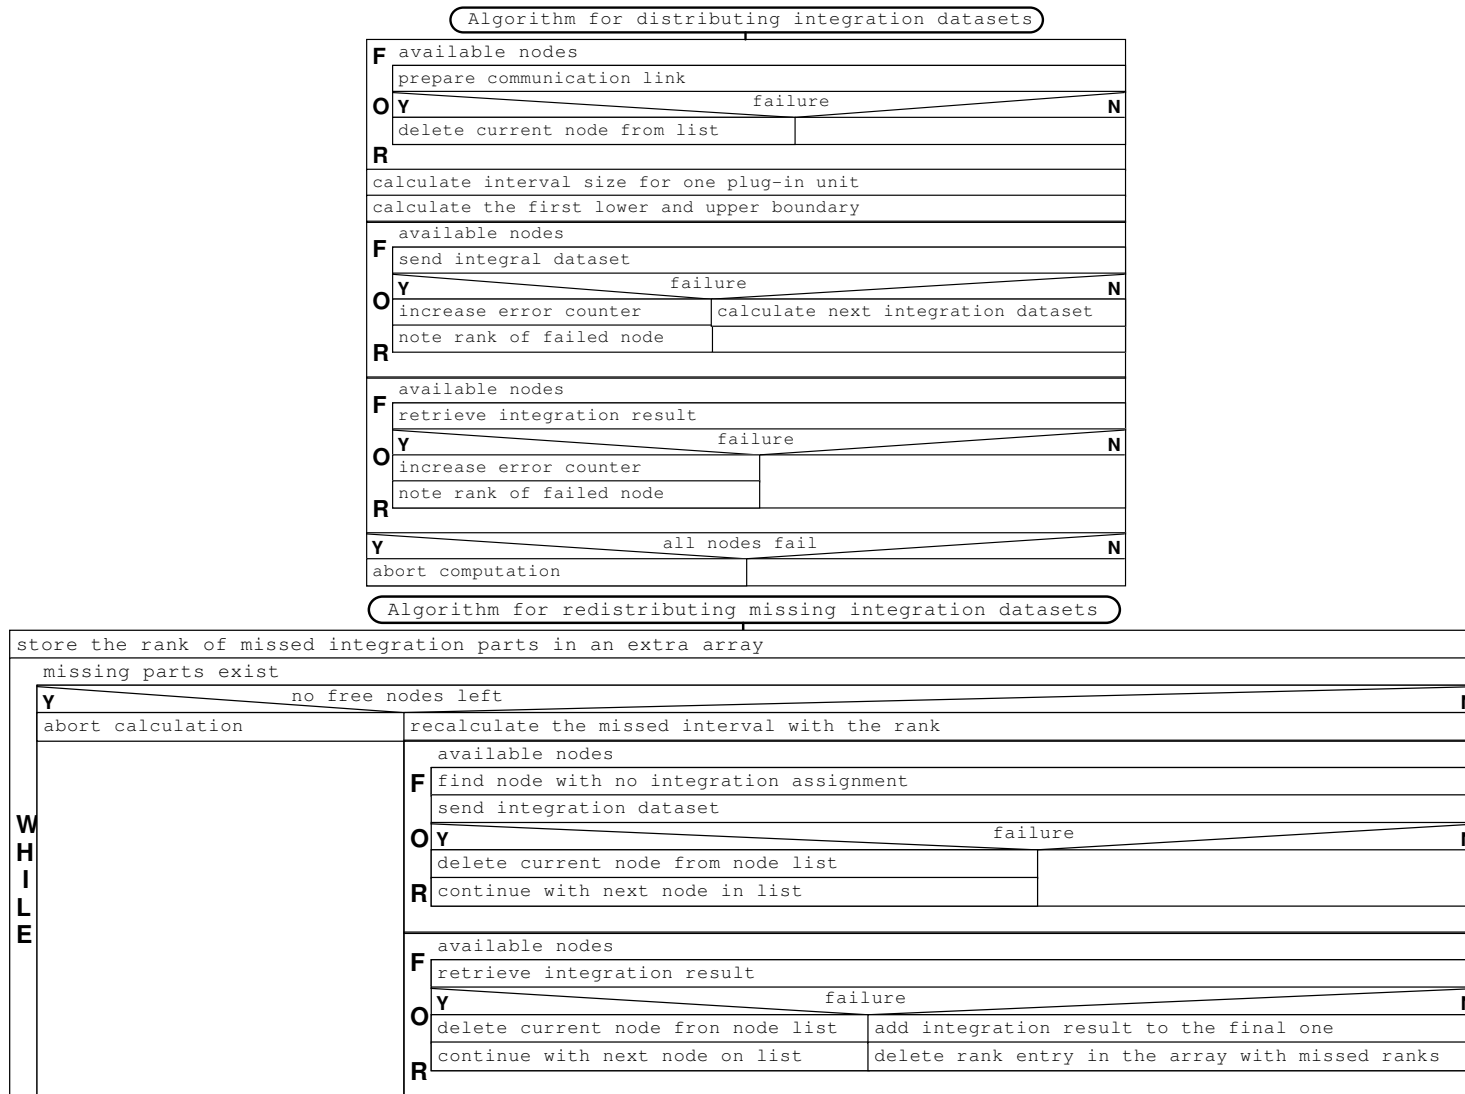 Algorithm for distributing integration datasets
F available nodes
prepare communication link
O Y failure N
delete current node from list
R
calculate interval size for one plug-in unit
calculate the first lower and upper boundary
available nodes
F
send integral dataset
Y failure N
O
increase error counter calculate next integration dataset
note rank of failed node
R
available nodes
F
retrieve integration result
Y failure N
O
increase error counter
note rank of failed node
R
Y all nodes fail N
abort computation
Algorithm for redistributing missing integration datasets
store the rank of missed integration parts in an extra array
missing parts exist
Y no free nodes left
abort calculation recalculate the missed interval with the rank
available nodes
F find node with no integration assignment
send integration dataset
WHILE
O Y failure
delete current node from node list
R continue with next node in list
available nodes
F
retrieve integration result
Y failure
O
delete current node fron node list add integration result to the final one
continue with next node on list delete rank entry in the array with missed ranks
R